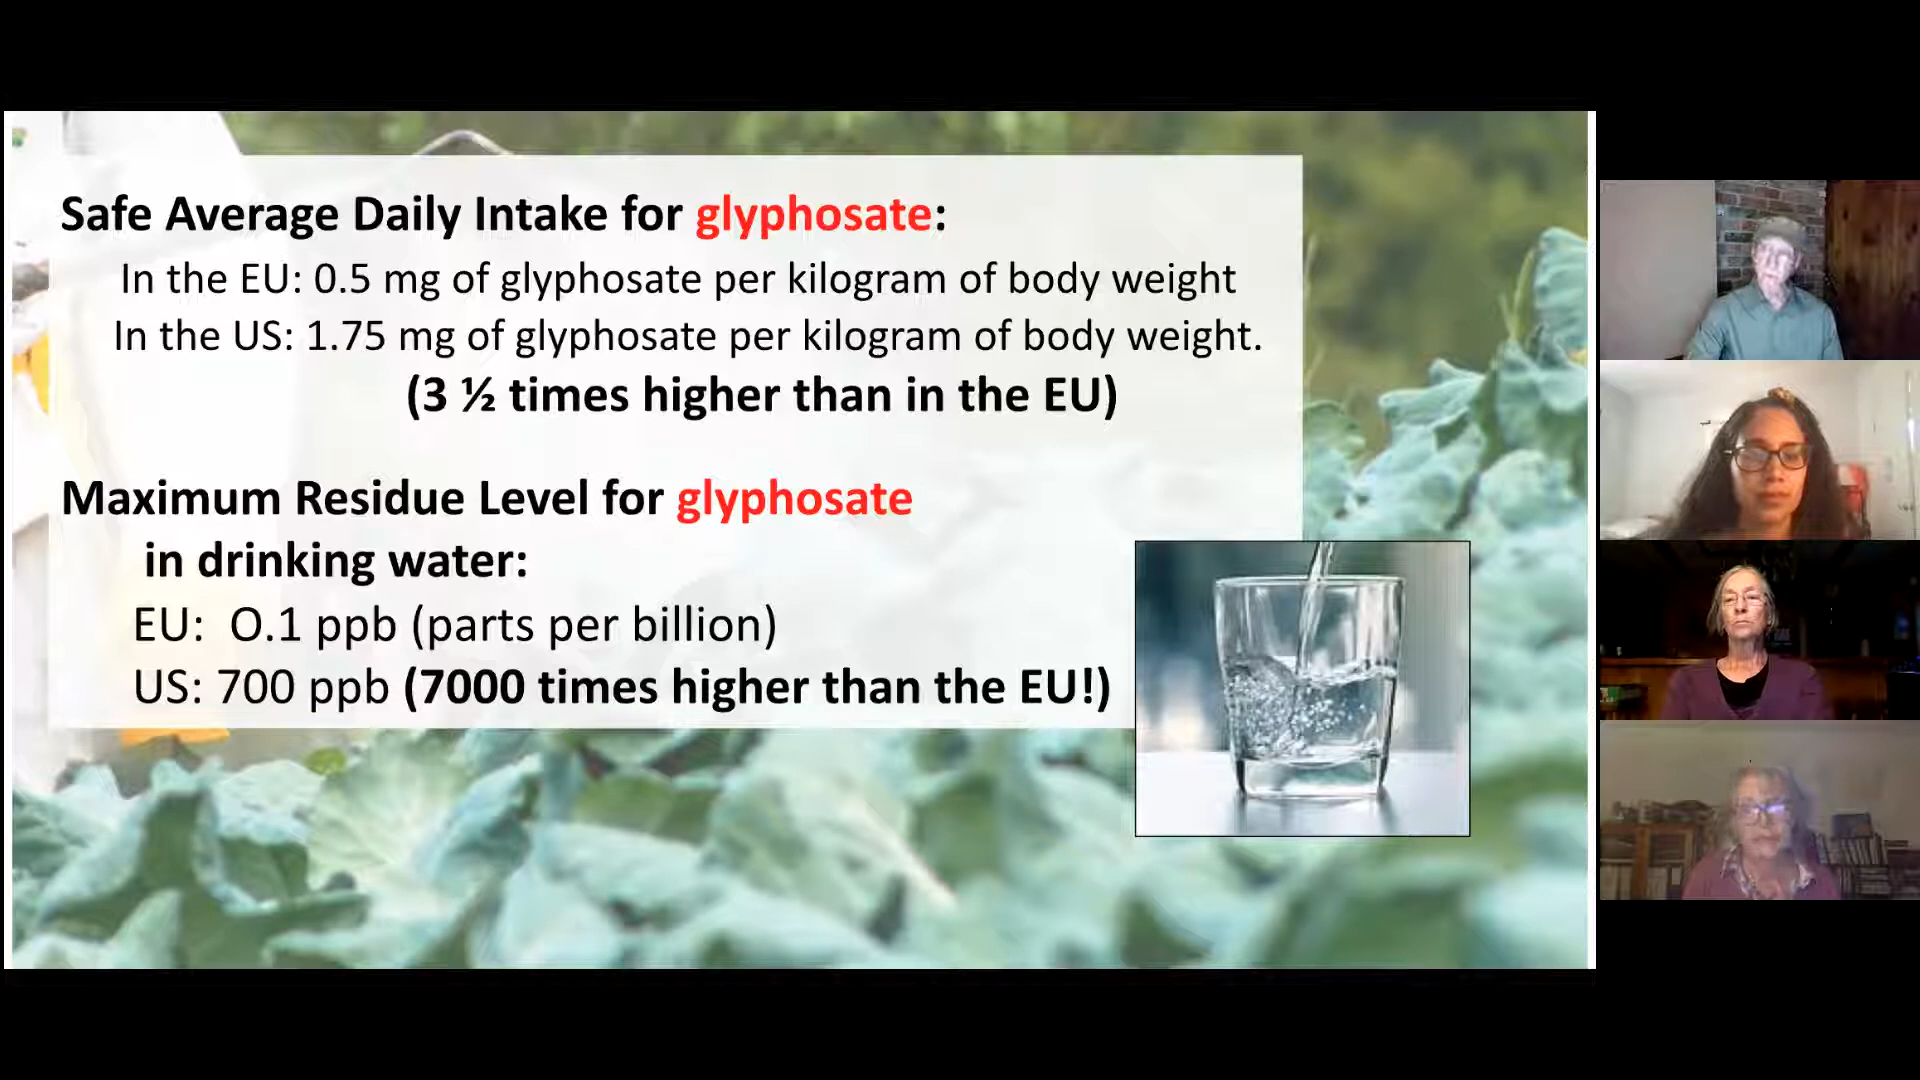 Safe Average Daily Intake for glyphosate:
In the EU: 0.5 mg of glyphosate per kilogram of body weight
In the US: 1.75 mg of glyphosate per kilogram of body weight.
(3 ½ times higher than in the EU)
Maximum Residue Level for glyphosate
in drinking water:
EU: O.1 ppb (parts per billion)
US: 700 ppb (7000 times higher than the EU!)